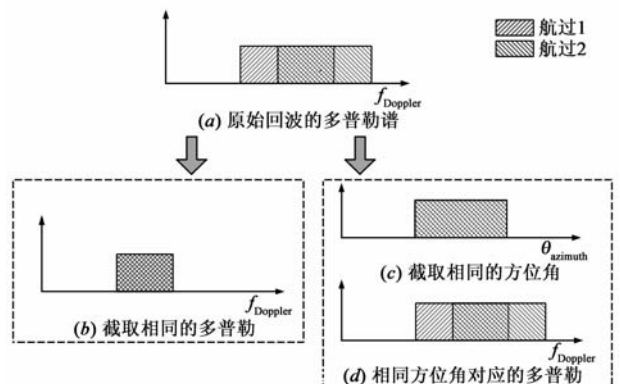 航过1
航过2
f_Doppler
(a) 原始回波的多普勒谱
f_Doppler
(b) 截取相同的多普勒
θ_azimuth
(c) 截取相同的方位角
f_Doppler
(d) 相同方位角对应的多普勒